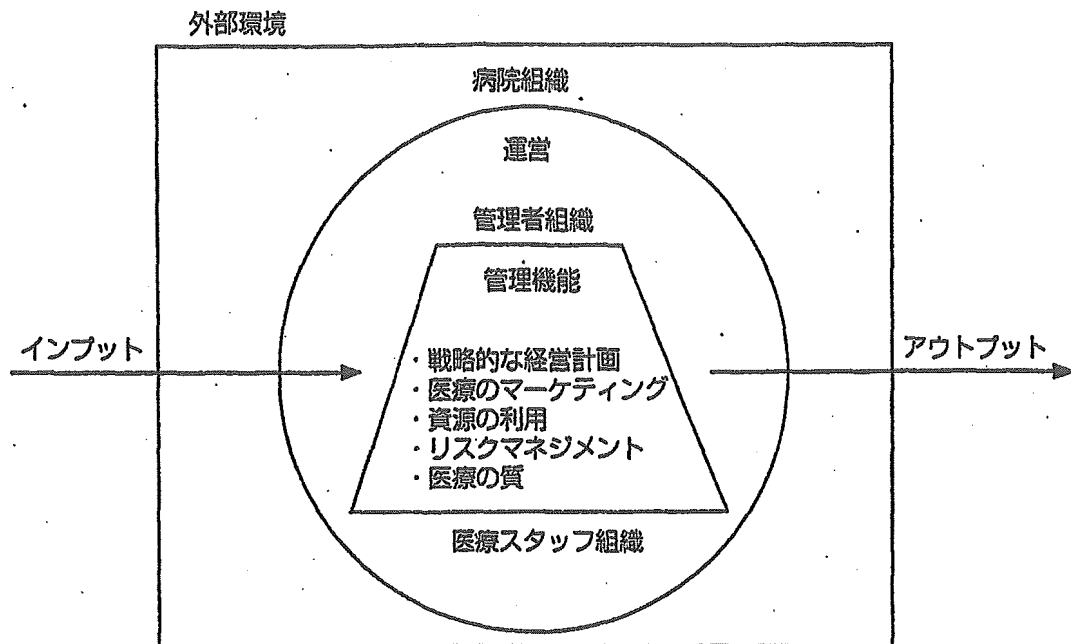 外部環境
病院組織
運営
管理者組織
管理機能
インプット
アウトプット
・戦略的な経営計画
・医療のマーケティング
・資源の利用
・リスクマネジメント
・医療の質
医療スタッフ組織